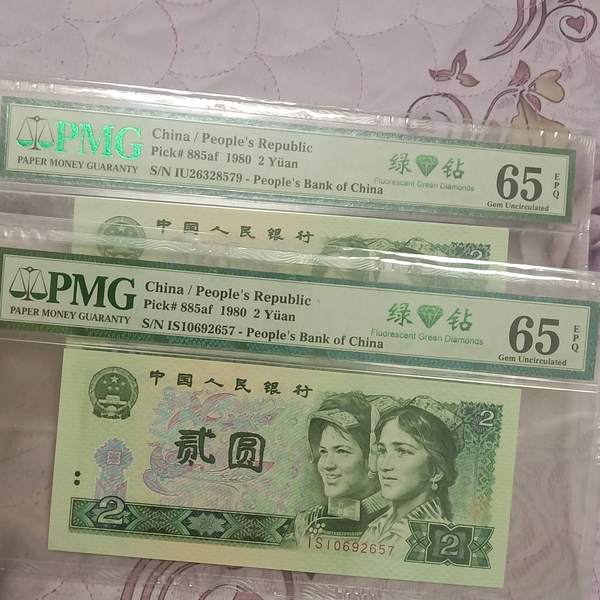 PMG
PAPER MONEY GUARANTY
China / People's Republic
Pick# 885af 1980 2 Yüan
S/N IU26328579 - People's Bank of China
绿 钻
Fluorescent Green Diamonds
65 EPQ
Gem Uncirculated
中国人民银行
2
PMG
PAPER MONEY GUARANTY
China / People's Republic
Pick# 885af 1980 2 Yüan
S/N IS10692657 - People's Bank of China
绿 钻
Fluorescent Green Diamonds
65 EPQ
Gem Uncirculated
中国人民银行
2
贰圆
2
IS10692657
2